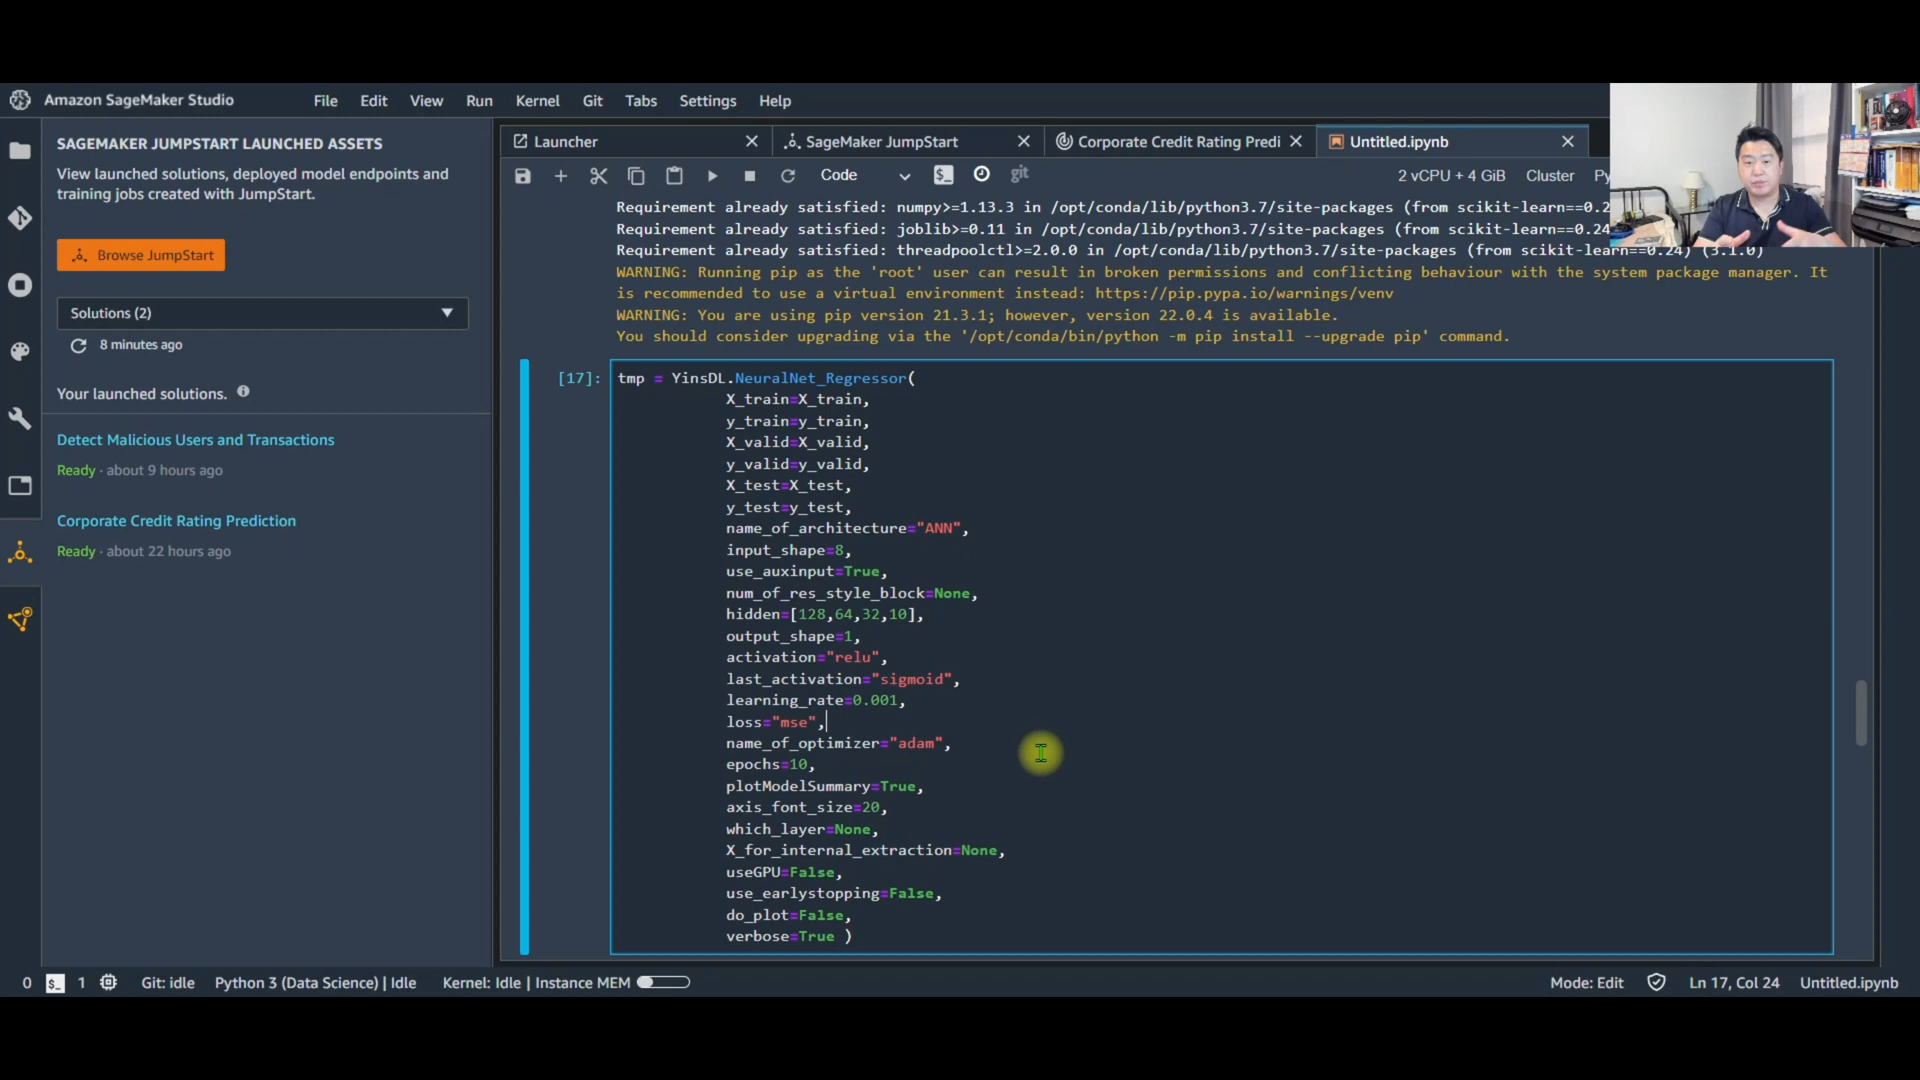 Amazon SageMaker Studio
File Edit View Run Kernel Git Tabs Settings Help
SAGEMAKER JUMPSTART LAUNCHED ASSETS
View launched solutions, deployed model endpoints and
training jobs created with JumpStart.
Browse JumpStart
Solutions (2)
8 minutes ago
Your launched solutions.
Detect Malicious Users and Transactions
Ready · about 9 hours ago
Corporate Credit Rating Prediction
Ready · about 22 hours ago
Launcher
SageMaker JumpStart
Corporate Credit Rating Predi
Untitled.ipynb
Code
$_
git
2 vCPU + 4 GiB Cluster Py
Requirement already satisfied: numpy>=1.13.3 in /opt/conda/lib/python3.7/site-packages (from scikit-learn==0.2
Requirement already satisfied: joblib>=0.11 in /opt/conda/lib/python3.7/site-packages (from scikit-learn==0.24
Requirement already satisfied: threadpoolctl>=2.0.0 in /opt/conda/lib/python3.7/site-packages (from scikit-learn==0.24) (3.1.0)
WARNING: Running pip as the 'root' user can result in broken permissions and conflicting behaviour with the system package manager. It
is recommended to use a virtual environment instead: https://pip.pypa.io/warnings/venv
WARNING: You are using pip version 21.3.1; however, version 22.0.4 is available.
You should consider upgrading via the '/opt/conda/bin/python -m pip install --upgrade pip' command.
[17]: tmp = YinsDL.NeuralNet_Regressor(
X_train=X_train,
y_train=y_train,
X_valid=X_valid,
y_valid=y_valid,
X_test=X_test,
y_test=y_test,
name_of_architecture="ANN",
input_shape=8,
use_auxinput=True,
num_of_res_style_block=None,
hidden=[128,64,32,10],
output_shape=1,
activation="relu",
last_activation="sigmoid",
learning_rate=0.001,
loss="mse",
name_of_optimizer="adam",
epochs=10,
plotModelSummary=True,
axis_font_size=20,
which_layer=None,
X_for_internal_extraction=None,
useGPU=False,
use_earlystopping=False,
do_plot=False,
verbose=True )
0 $_ 1 Git: idle Python 3 (Data Science) | Idle Kernel: Idle | Instance MEM Mode: Edit Ln 17, Col 24 Untitled.ipynb